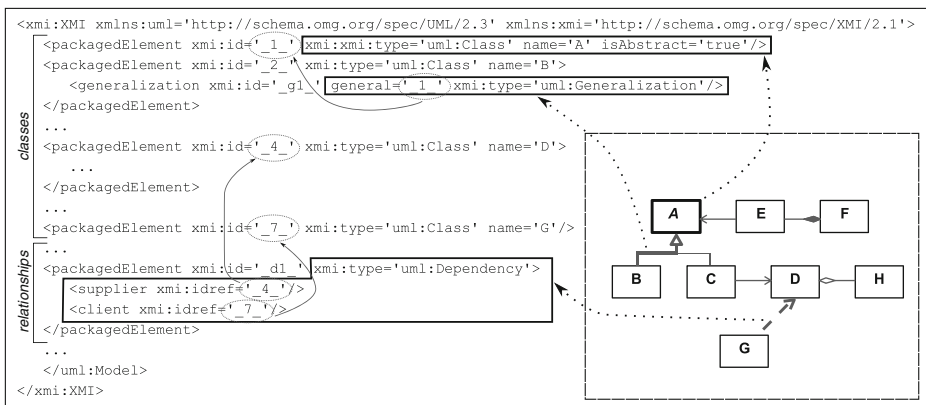 <xmi:XMI xmlns:uml='http://schema.omg.org/spec/UML/2.3' xmlns:xmi='http://schema.omg.org/spec/XMI/2.1'>
<packagedElement xmi:id='_1_' xmi:xmi:type='uml:Class' name='A' isAbstract='true'/>
<packagedElement xmi:id='_2_' xmi:type='uml:Class' name='B'>
<generalization xmi:id='_g1_' general='_1_' xmi:type='uml:Generalization'/>
</packagedElement>
...
<packagedElement xmi:id='_4_' xmi:type='uml:Class' name='D'>
...
</packagedElement>
...
<packagedElement xmi:id='_7_' xmi:type='uml:Class' name='G'/>
...
<packagedElement xmi:id='_d1_' xmi:type='uml:Dependency'>
<supplier xmi:idref='_4_'/>
<client xmi:idref='_7_'/>
</packagedElement>
...
</uml:Model>
</xmi:XMI>
classes
relationships
A E F
B C D H
G